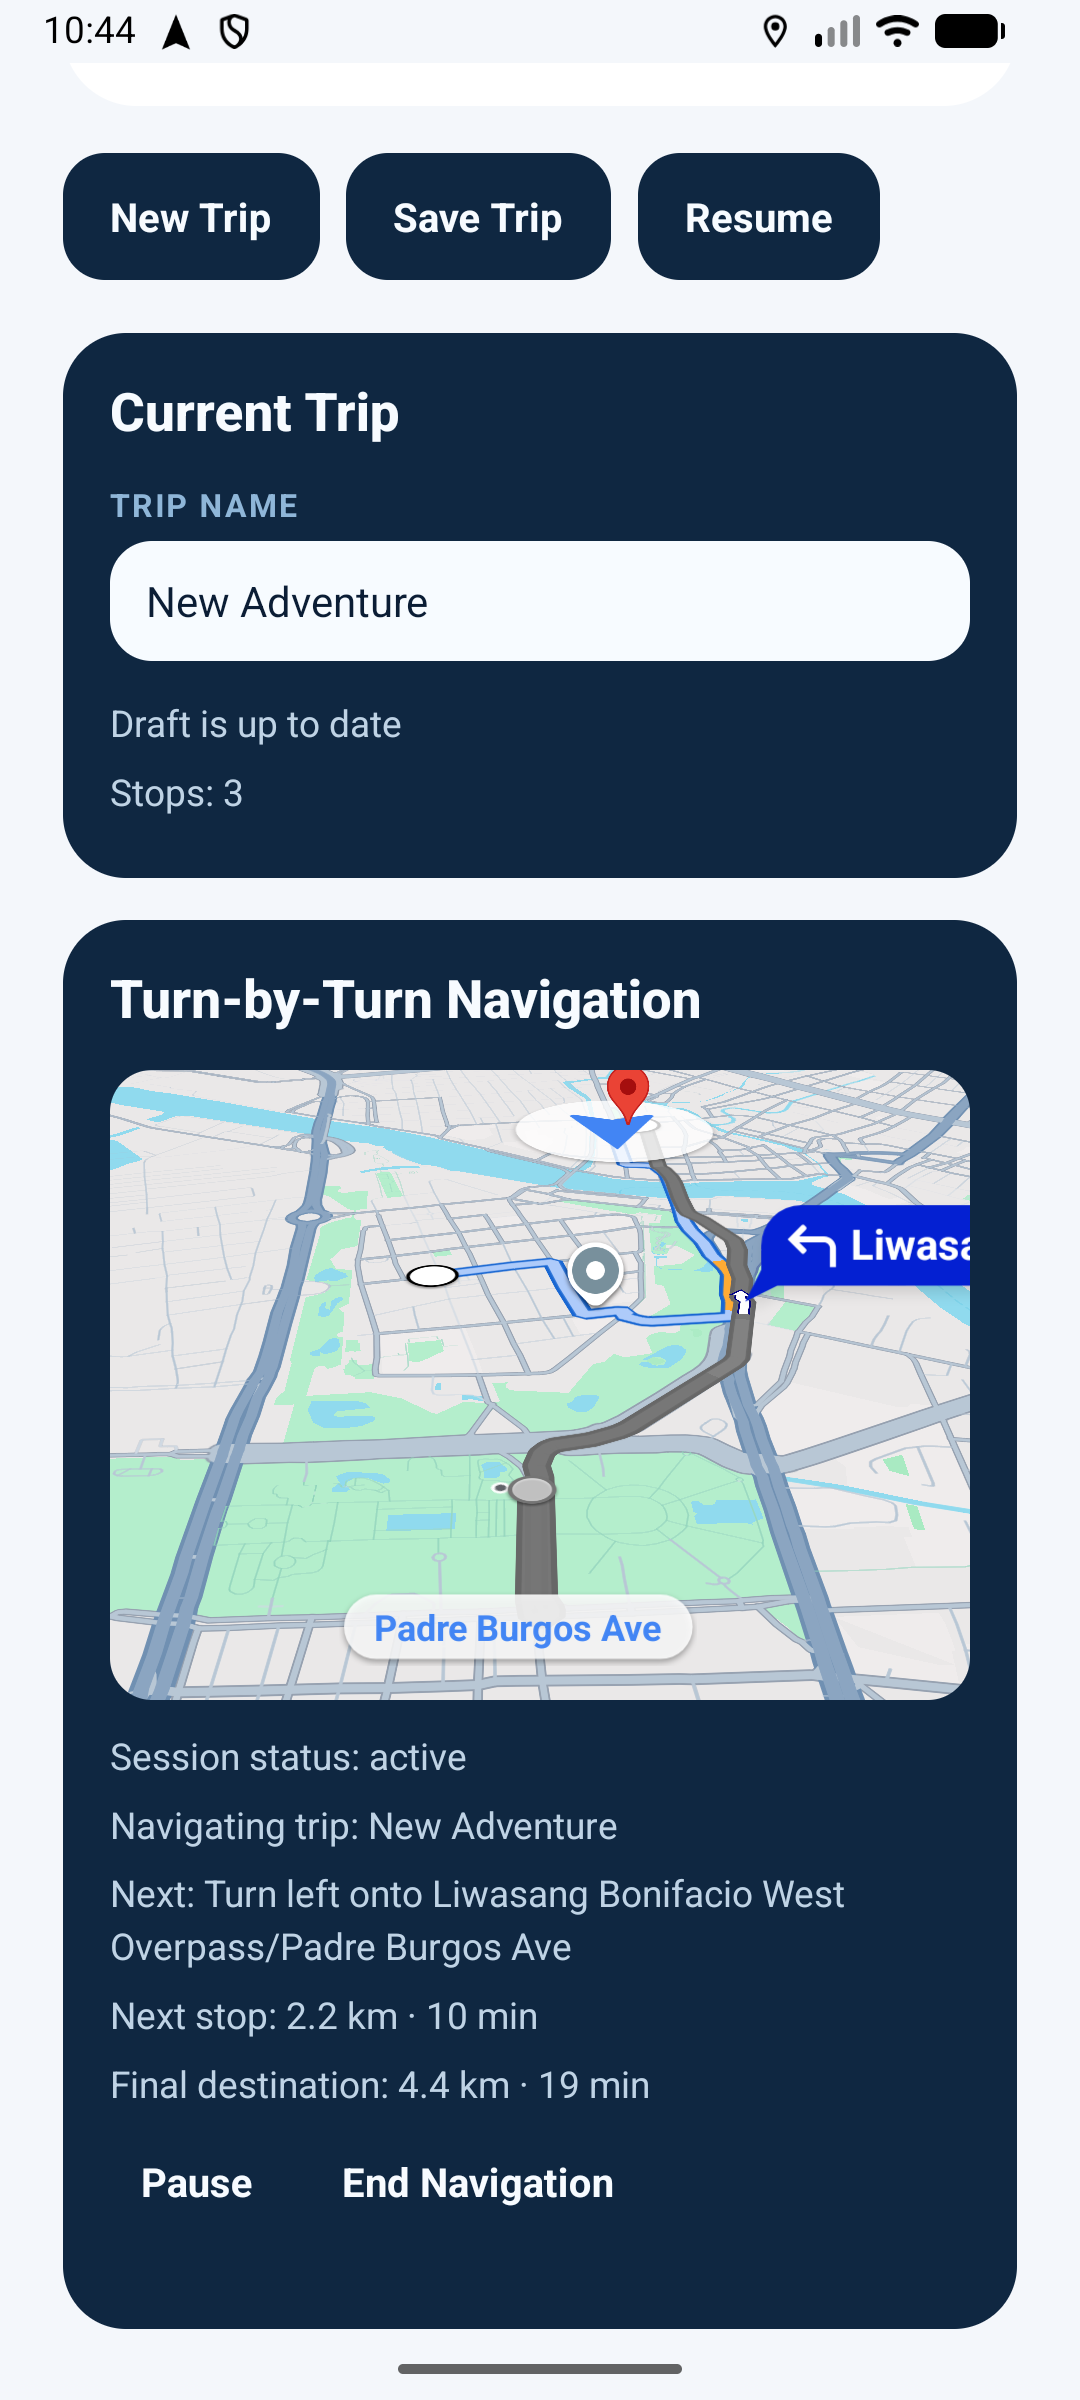 10:44
New Trip
Save Trip
Resume
Current Trip
TRIP NAME
New Adventure
Draft is up to date
Stops: 3
Turn-by-Turn Navigation
Padre Burgos Ave
Session status: active
Navigating trip: New Adventure
Next: Turn left onto Liwasang Bonifacio West
Overpass/Padre Burgos Ave
Next stop: 2.2 km · 10 min
Final destination: 4.4 km · 19 min
Pause
End Navigation